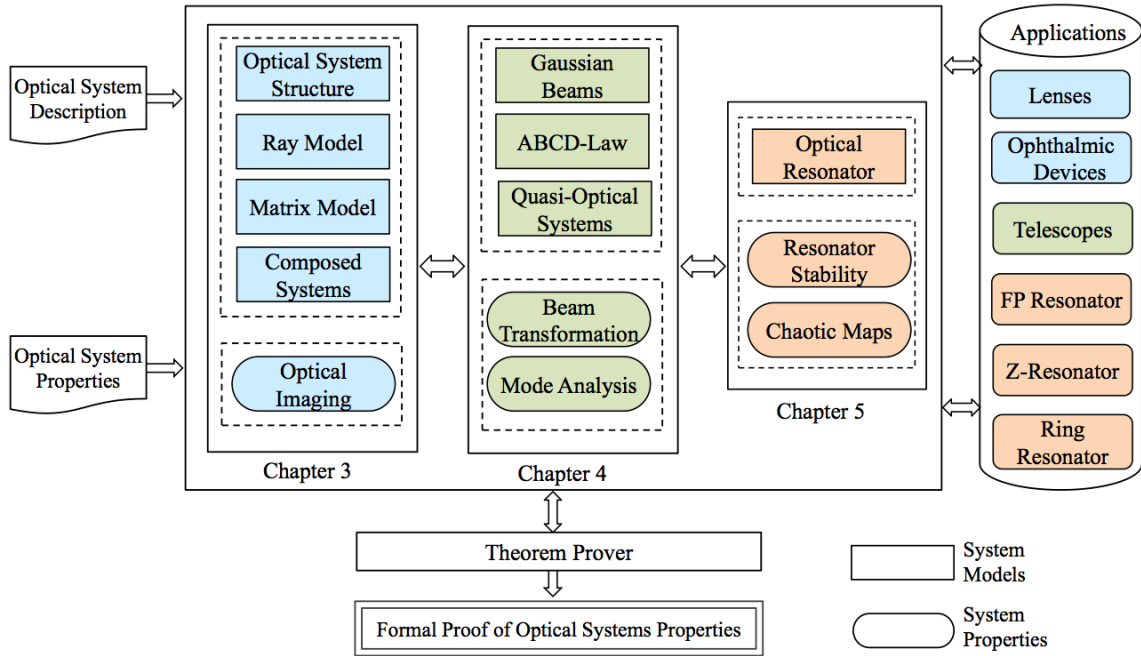 Optical System
Description
Optical System
Properties
Optical System
Structure
Ray Model
Matrix Model
Composed
Systems
Optical
Imaging
Chapter 3
Gaussian
Beams
ABCD-Law
Quasi-Optical
Systems
Beam
Transformation
Mode Analysis
Chapter 4
Optical
Resonator
Resonator
Stability
Chaotic Maps
Chapter 5
Applications
Lenses
Ophthalmic
Devices
Telescopes
FP Resonator
Z-Resonator
Ring
Resonator
Theorem Prover
Formal Proof of Optical Systems Properties
System
Models
System
Properties